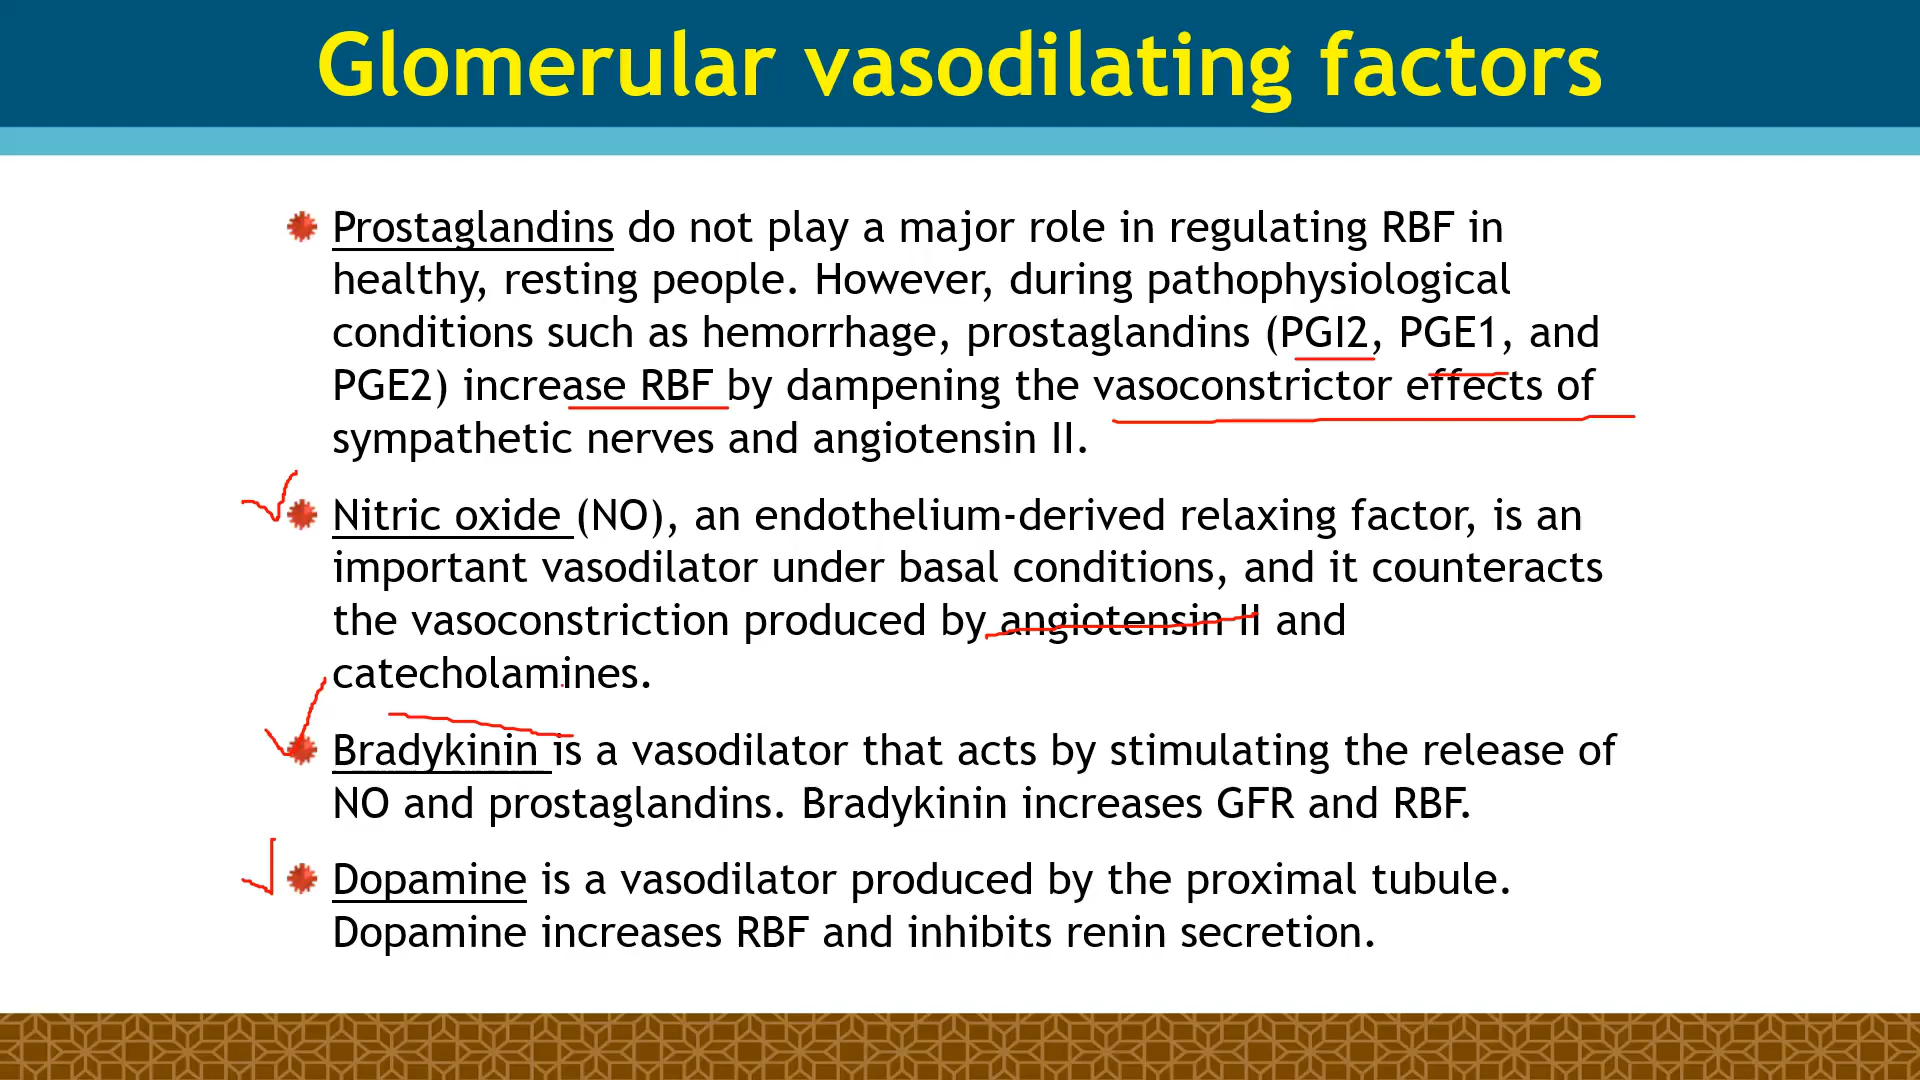 Glomerular vasodilating factors
Prostaglandins do not play a major role in regulating RBF in
healthy, resting people. However, during pathophysiological
conditions such as hemorrhage, prostaglandins (PGI2, PGE1, and
PGE2) increase RBF by dampening the vasoconstrictor effects of
sympathetic nerves and angiotensin II.
Nitric oxide (NO), an endothelium-derived relaxing factor, is an
important vasodilator under basal conditions, and it counteracts
the vasoconstriction produced by angiotensin II and
catecholamines.
Bradykinin is a vasodilator that acts by stimulating the release of
NO and prostaglandins. Bradykinin increases GFR and RBF.
Dopamine is a vasodilator produced by the proximal tubule.
Dopamine increases RBF and inhibits renin secretion.